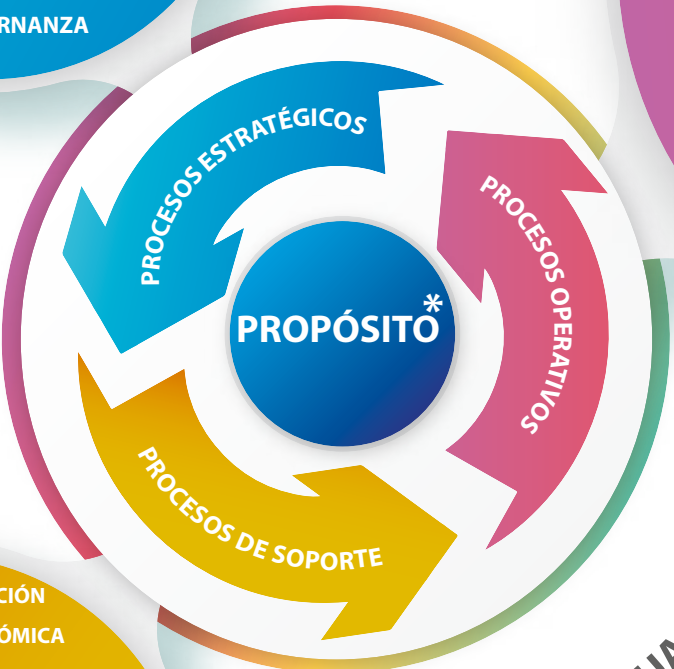 RNANZA
PROCESOS ESTRATÉGICOS
PROCESOS OPERATIVOS
PROPÓSITO*
PROCESOS DE SOPORTE
CIÓN
ÓMICA